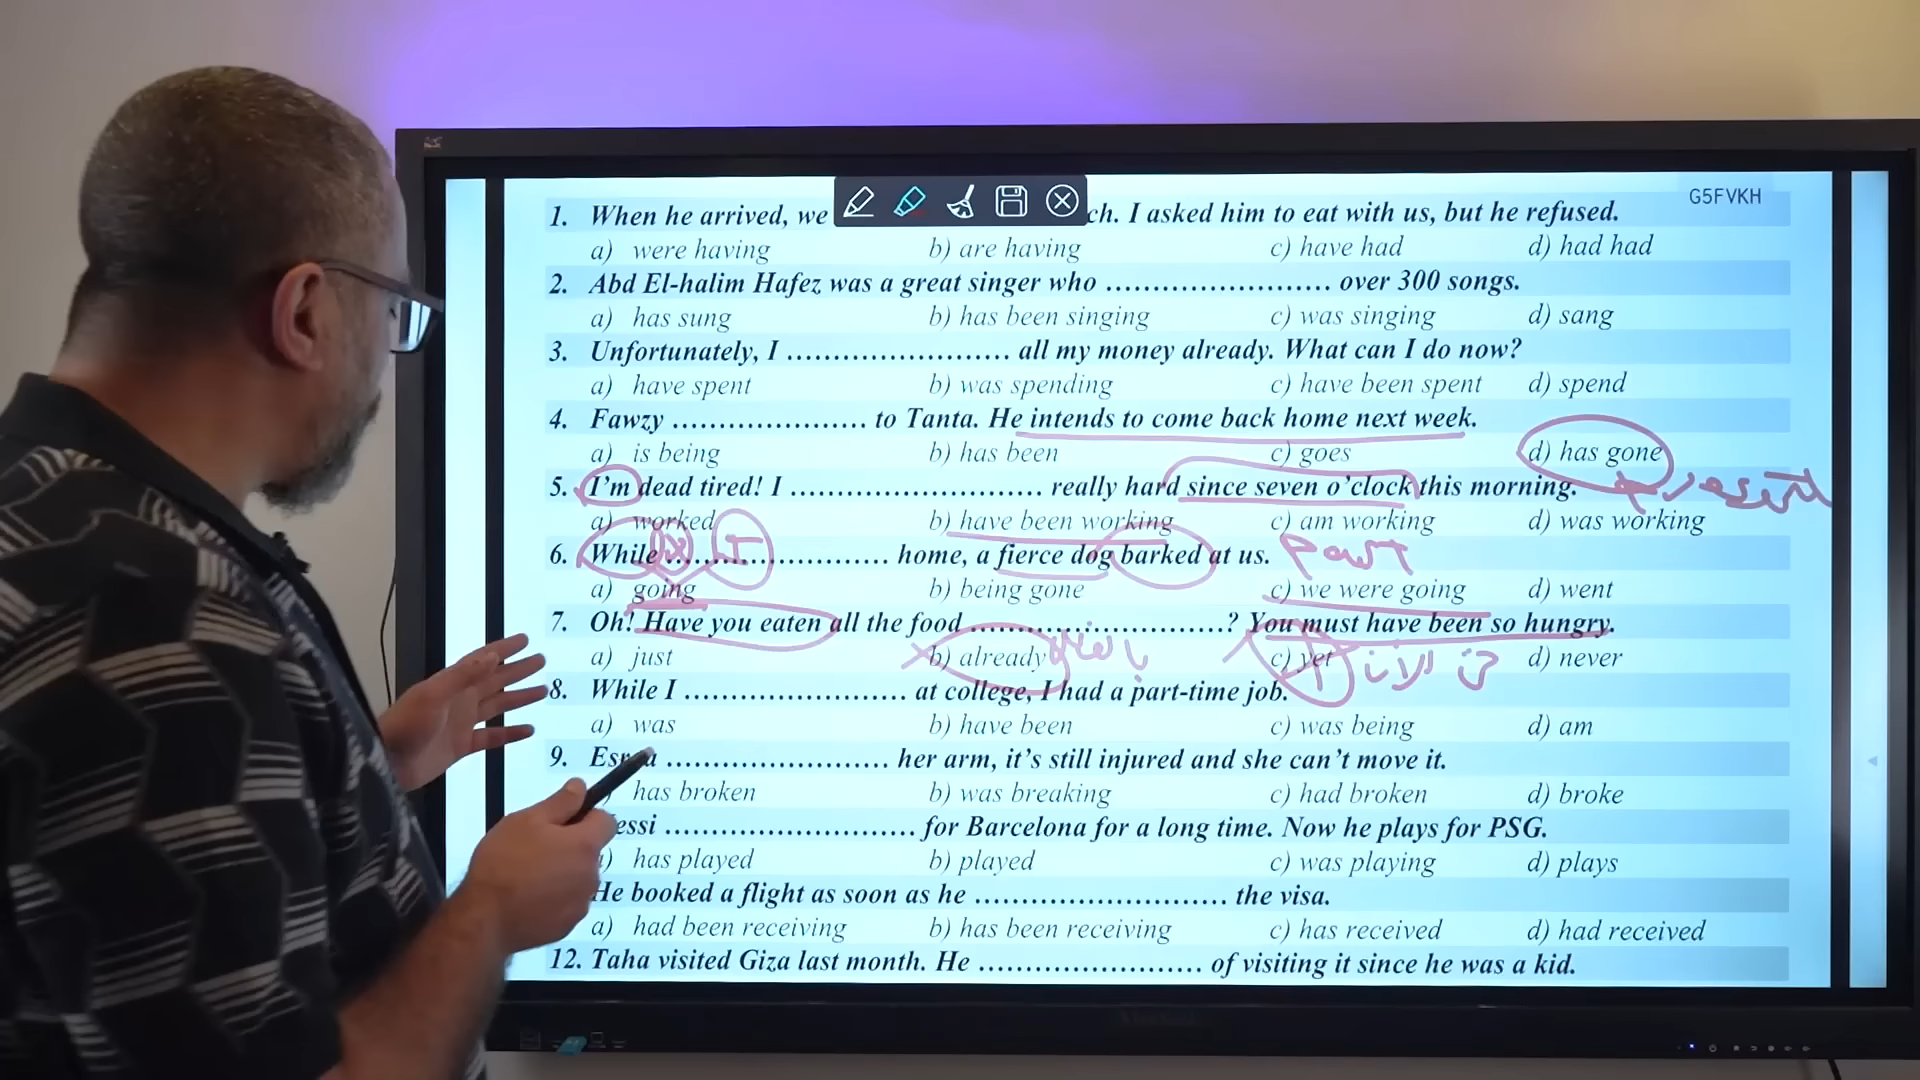 G5FVKH
1. When he arrived, we ch. I asked him to eat with us, but he refused.
a) were having b) are having c) have had d) had had
2. Abd El-halim Hafez was a great singer who ........................ over 300 songs.
a) has sung b) has been singing c) was singing d) sang
3. Unfortunately, I ........................ all my money already. What can I do now?
a) have spent b) was spending c) have been spent d) spend
4. Fawzy ..................... to Tanta. He intends to come back home next week.
a) is being b) has been c) goes d) has gone
5. I'm dead tired! I ........................... really hard since seven o'clock this morning.
present
a) worked b) have been working c) am working d) was working
6. While ........................ home, a fierce dog barked at us. past
a) going b) being gone c) we were going d) went
7. Oh! Have you eaten all the food ...........................? You must have been so hungry.
a) just b) already بالفعل c) yet حتى الان d) never
8. While I ........................ at college, I had a part-time job.
a) was b) have been c) was being d) am
9. ........................ her arm, it's still injured and she can't move it.
has broken b) was breaking c) had broken d) broke
essi ........................... for Barcelona for a long time. Now he plays for PSG.
) has played b) played c) was playing d) plays
He booked a flight as soon as he ........................... the visa.
a) had been receiving b) has been receiving c) has received d) had received
12. Taha visited Giza last month. He ........................ of visiting it since he was a kid.